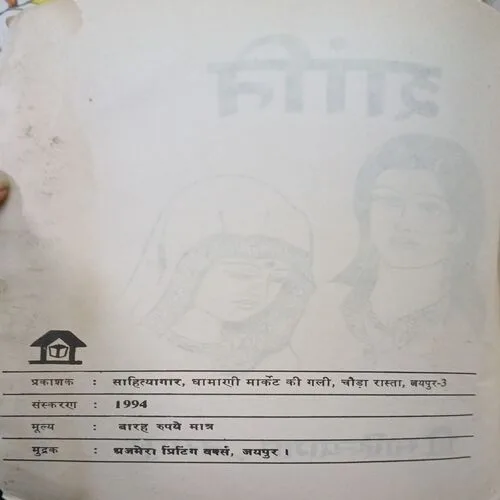 प्रकाशक : साहित्यागार, धामाणी मार्केट की गली, चौड़ा रास्ता, जयपुर-3
संस्करण : 1994
मूल्य : बारह रुपये मात्र
मुद्रक : अजमेरा प्रिंटिंग वर्क्स, जयपुर ।